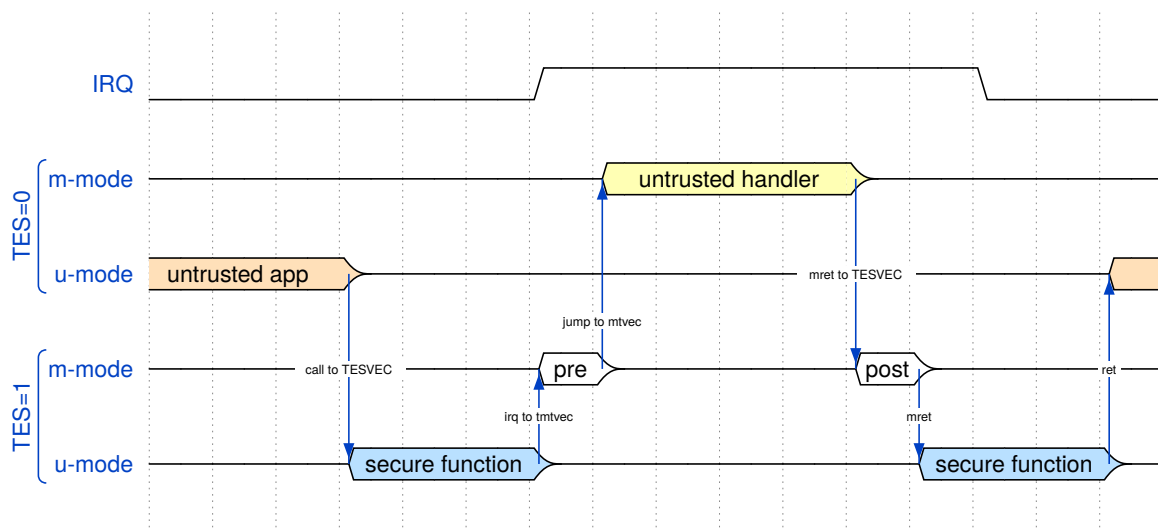 IRQ
TES=0
m-mode
untrusted handler
u-mode
untrusted app
mret to TESVEC
jump to mtvec
TES=1
m-mode
call to TESVEC
pre
post
ret
irq to tmtvec
mret
u-mode
secure function
secure function